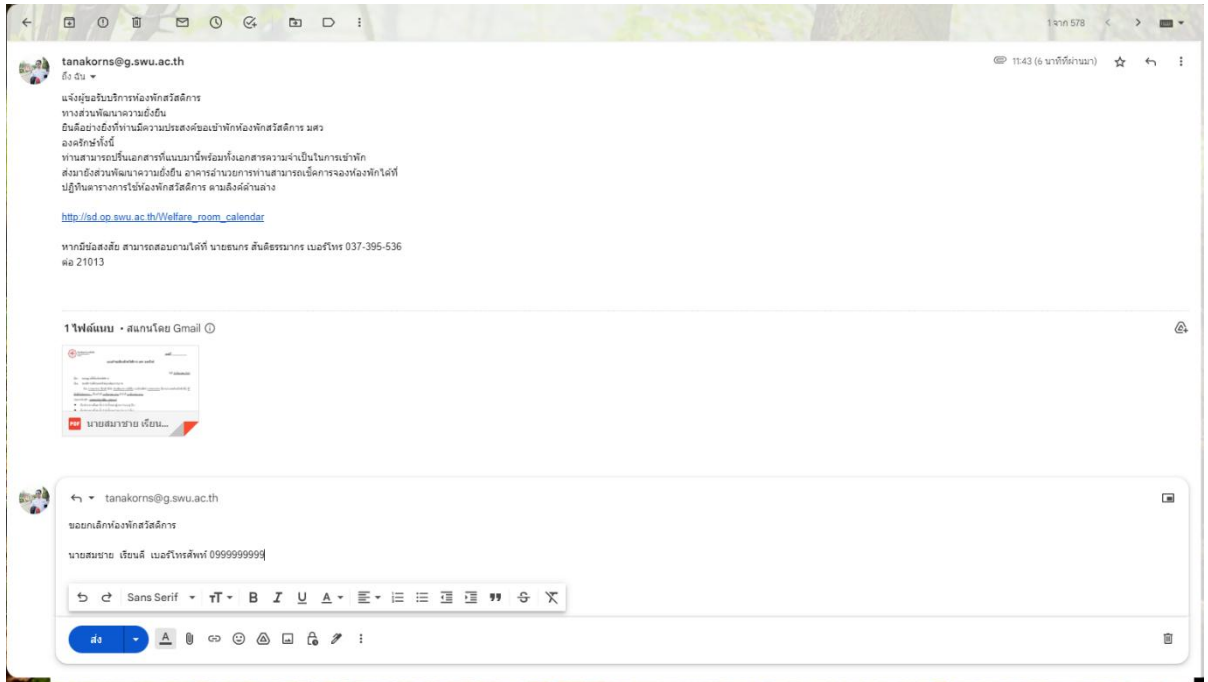 1 จาก 578
tanakorns@g.swu.ac.th
11:43 (6 นาทีที่ผ่านมา)
ถึง ฉัน
แจ้งผู้ขอรับบริการห้องพักสวัสดิการ
ทางส่วนพัฒนาความยั่งยืน
ยินดีอย่างยิ่งที่ท่านมีความประสงค์ขอเข้าพักห้องพักสวัสดิการ มศว
องครักษ์ทั้งนี้
ท่านสามารถปริ้นเอกสารที่แนบมานี้พร้อมทั้งเอกสารความจำเป็นในการเข้าพัก
ส่งมายังส่วนพัฒนาความยั่งยืน อาคารอำนวยการท่านสามารถเช็คการจองห้องพักได้ที่
ปฏิทินตารางการใช้ห้องพักสวัสดิการ ตามลิงค์ด้านล่าง
http://sd.op.swu.ac.th/Welfare_room_calendar
หากมีข้อสงสัย สามารถสอบถามได้ที่ นายธนกร สันติธรรมากร เบอร์โทร 037-395-536
ต่อ 21013
1 ไฟล์แนบ • สแกนโดย Gmail
PDF นายสมาชาย เรียน...
tanakorns@g.swu.ac.th
ขอยกเลิกห้องพักสวัสดิการ
นายสมชาย เรียนดี เบอร์โทรศัพท์ 0999999999
Sans Serif
ส่ง